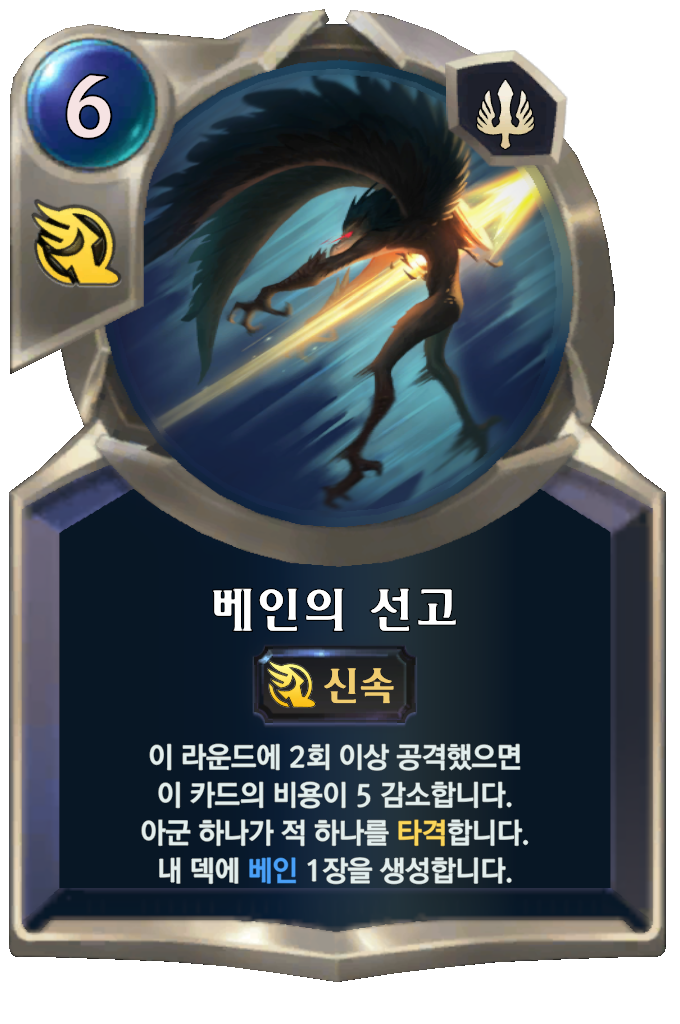 6
베인의 선고
신속
이 라운드에 2회 이상 공격했으면
이 카드의 비용이 5 감소합니다.
아군 하나가 적 하나를 타격합니다.
내 덱에 베인 1장을 생성합니다.